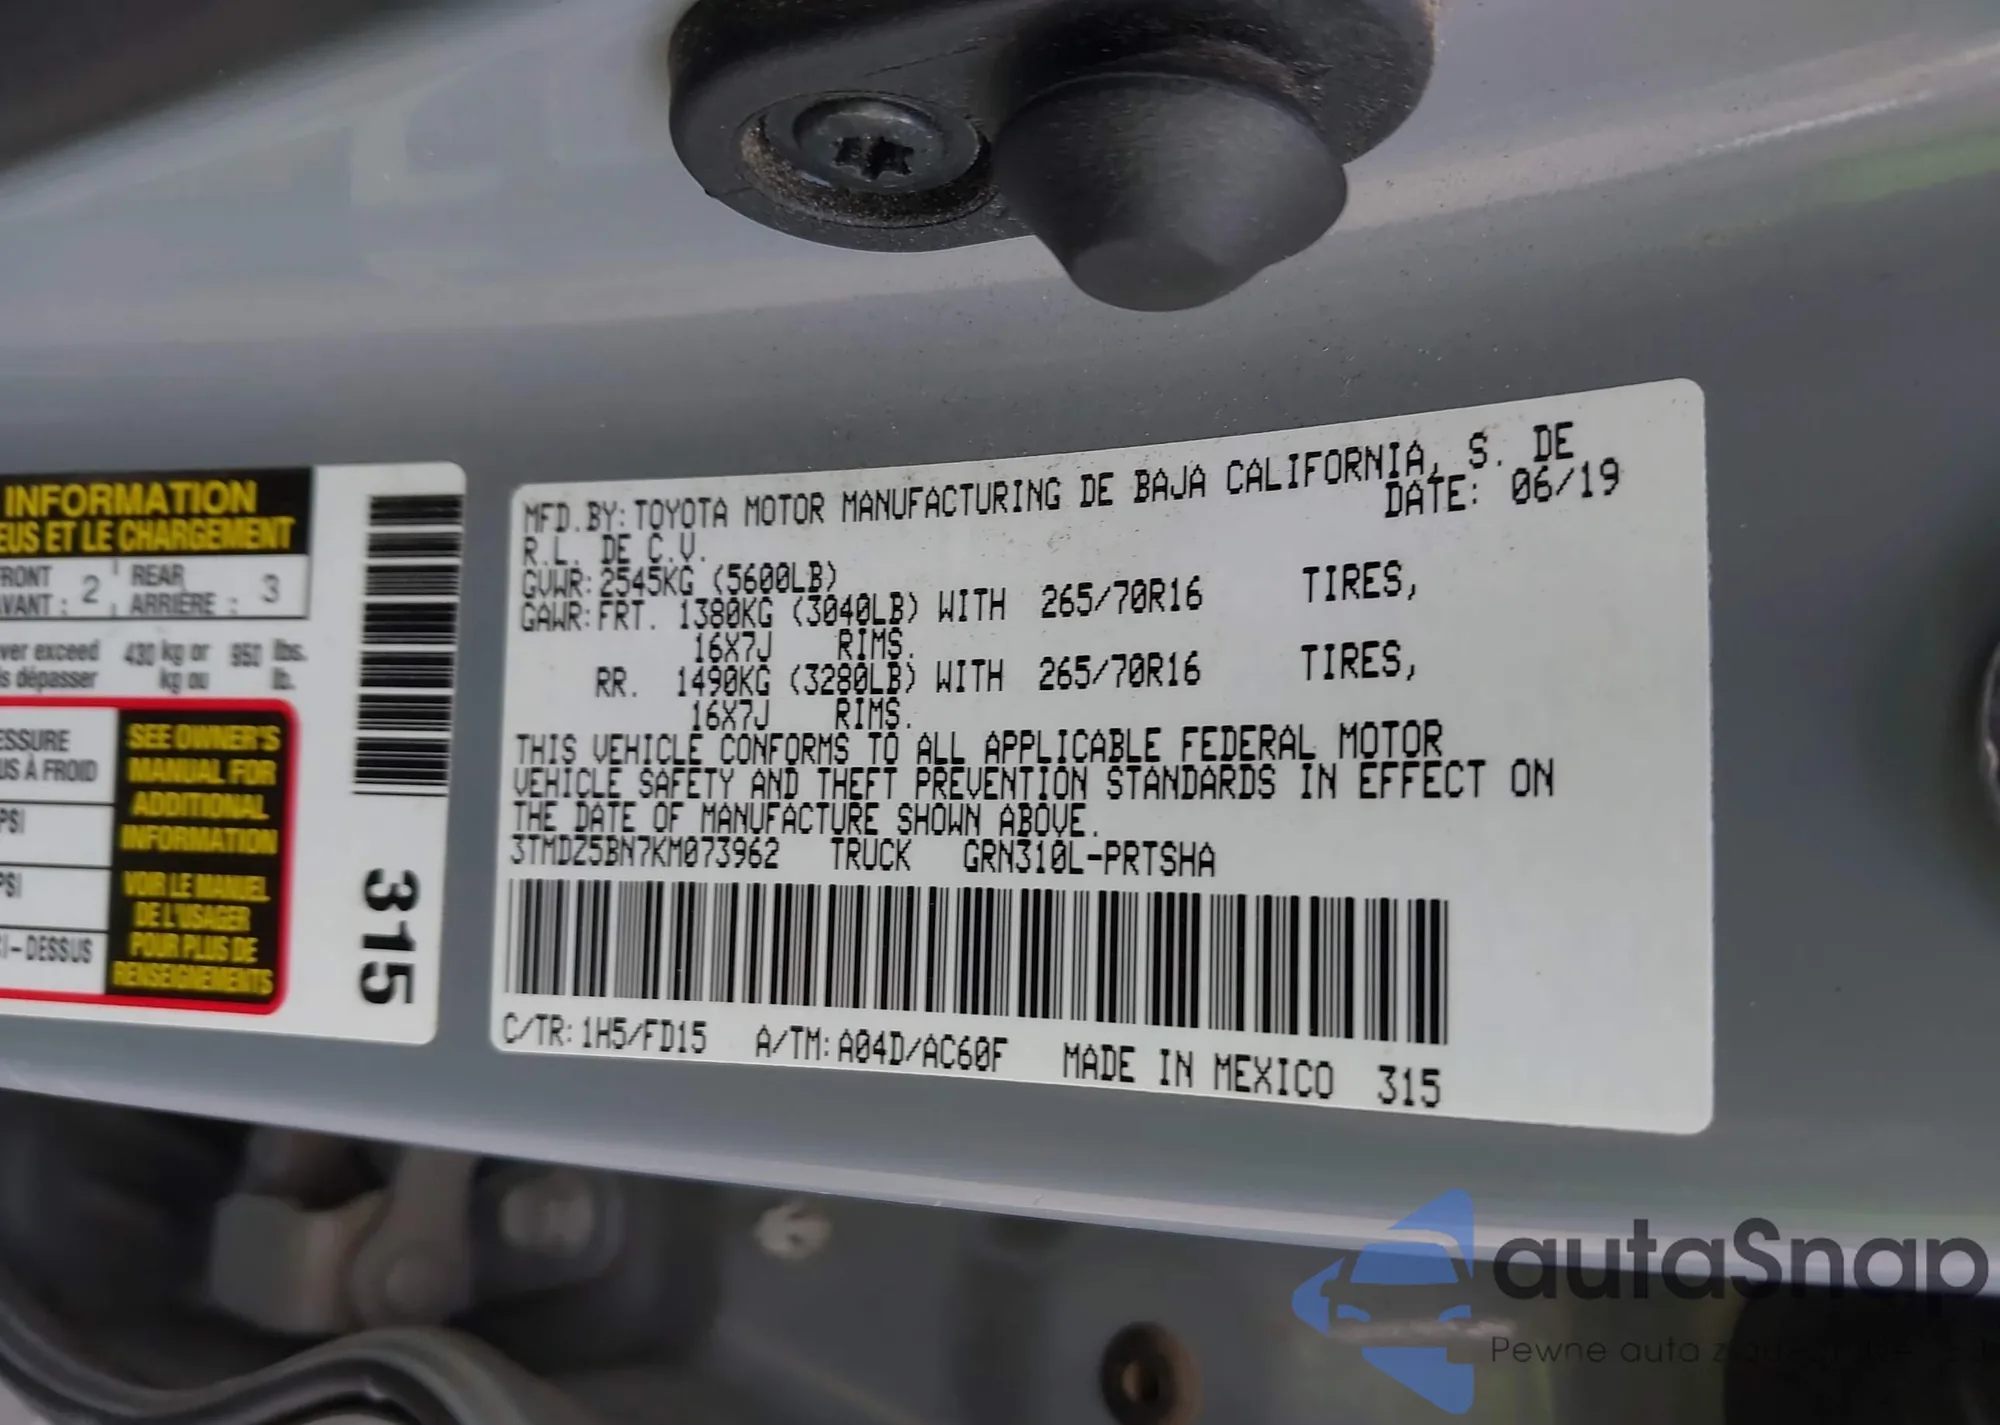 INFORMATION
EUS ET LE CHARGEMENT
FRONT 2 REAR 3
AVANT : ARRIÈRE :
ver exceed 430 kg or 950 lbs.
is dépasser kg ou lb.
ESSURE
US À FROID
PSI
PSI
CI-DESSUS
SEE OWNER'S
MANUAL FOR
ADDITIONAL
INFORMATION
VOIR LE MANUEL
DE L'USAGER
POUR PLUS DE
RENSEIGNEMENTS
315
MFD.BY:TOYOTA MOTOR MANUFACTURING DE BAJA CALIFORNIA, S. DE
R.L. DE C.V. DATE: 06/19
GVWR:2545KG (5600LB)
GAWR:FRT. 1380KG (3040LB) WITH 265/70R16 TIRES,
16X7J RIMS.
RR. 1490KG (3280LB) WITH 265/70R16 TIRES,
16X7J RIMS.
THIS VEHICLE CONFORMS TO ALL APPLICABLE FEDERAL MOTOR
VEHICLE SAFETY AND THEFT PREVENTION STANDARDS IN EFFECT ON
THE DATE OF MANUFACTURE SHOWN ABOVE.
3TMDZ5BN7KM073962 TRUCK GRN310L-PRTSHA
C/TR:1H5/FD15 A/TM:A04D/AC60F MADE IN MEXICO 315
autaSnap
Pewne auto z